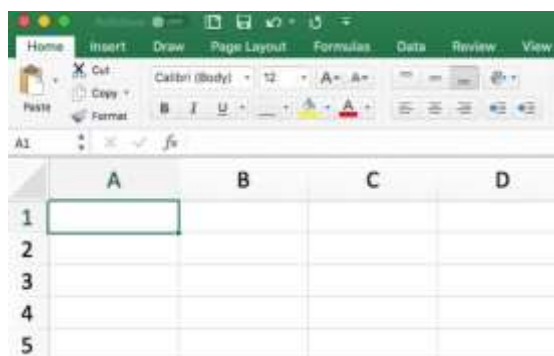 Home Insert Draw Page Layout Formulas Data Review View
Cut
Calibri (Body) 12 A A
Copy
Paste
B I U A
Format
A1 fx
A B C D
1
2
3
4
5